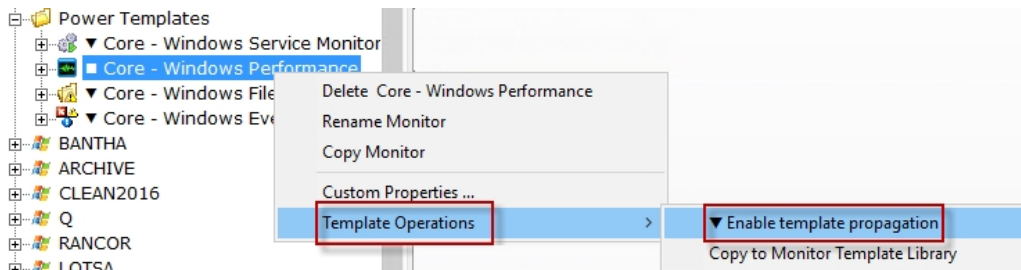 Power Templates
▼ Core - Windows Service Monitor
Core - Windows Performance
▼ Core - Windows File
▼ Core - Windows Eve
BANTHA
ARCHIVE
CLEAN2016
Q
RANCOR
LOTSA
Delete Core - Windows Performance
Rename Monitor
Copy Monitor
Custom Properties ...
Template Operations >
▼ Enable template propagation
Copy to Monitor Template Library